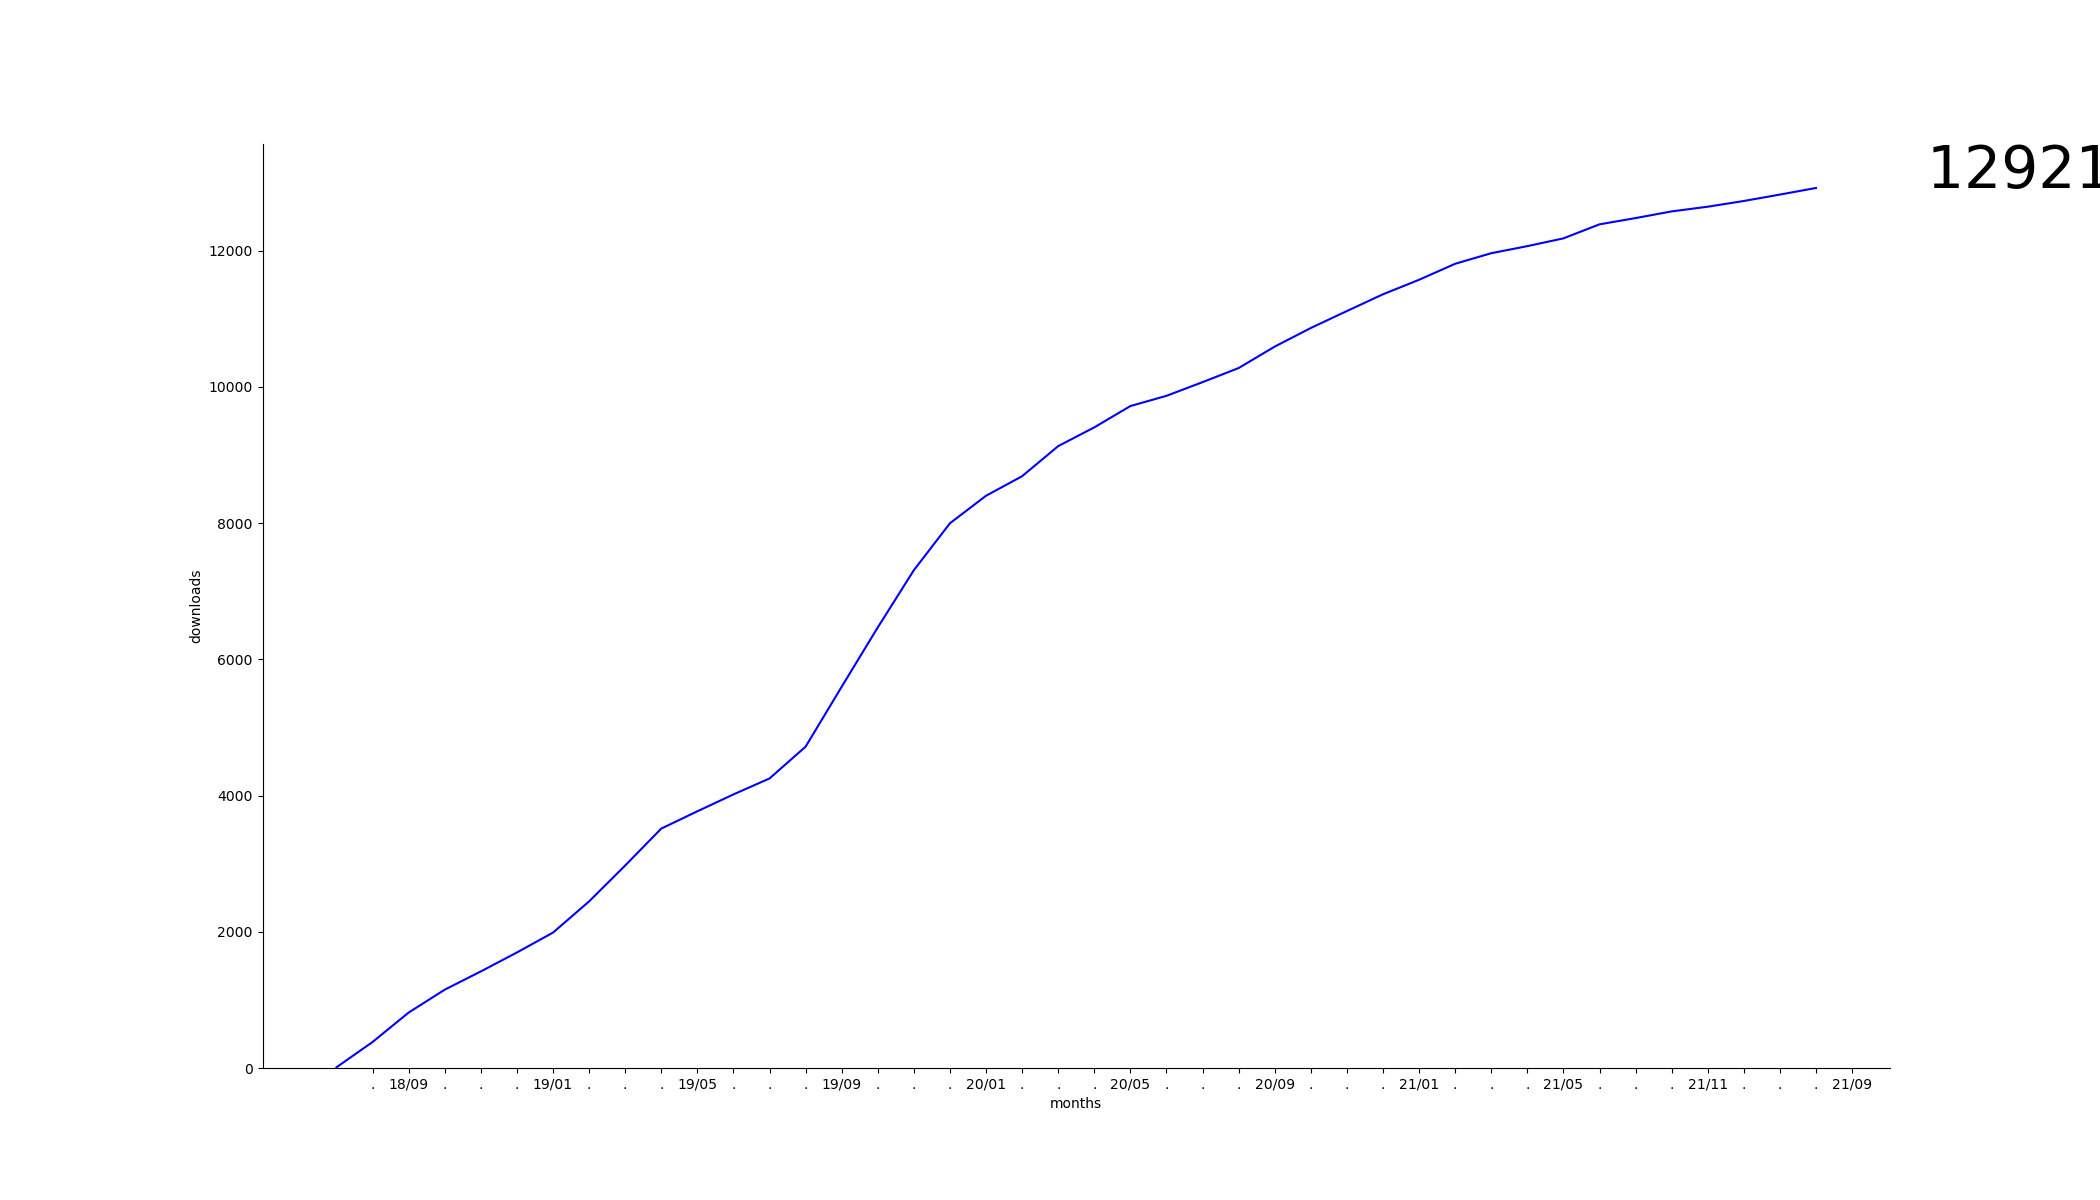 12921
12000
10000
8000
6000
4000
2000
0
downloads
. 18/09 . . . 19/01 . . . 19/05 . . . 19/09 . . . 20/01 . . . 20/05 . . . 20/09 . . . 21/01 . . . 21/05 . . . 21/11 . . . 21/09
months